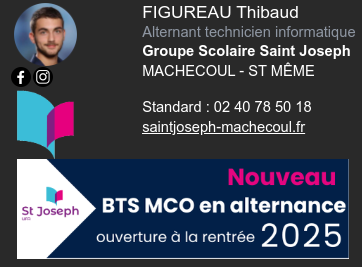 FIGUREAU Thibaud
Alternant technicien informatique
Groupe Scolaire Saint Joseph
MACHECOUL - ST MÊME
Standard : 02 40 78 50 18
saintjoseph-machecoul.fr
Nouveau
St Joseph
BTS MCO en alternance
ouverture à la rentrée 2025